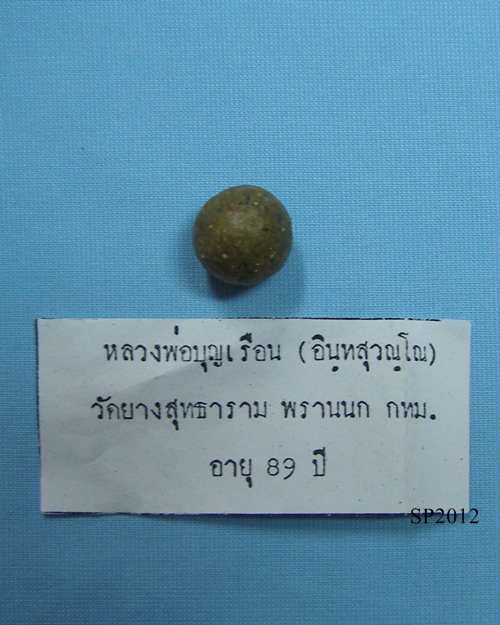 หลวงพ่อบุญเรือน (อินฺทสุวณฺโณ)
วัดยางสุทธาราม พรานนก กทม.
อายุ 89 ปี
SP2012